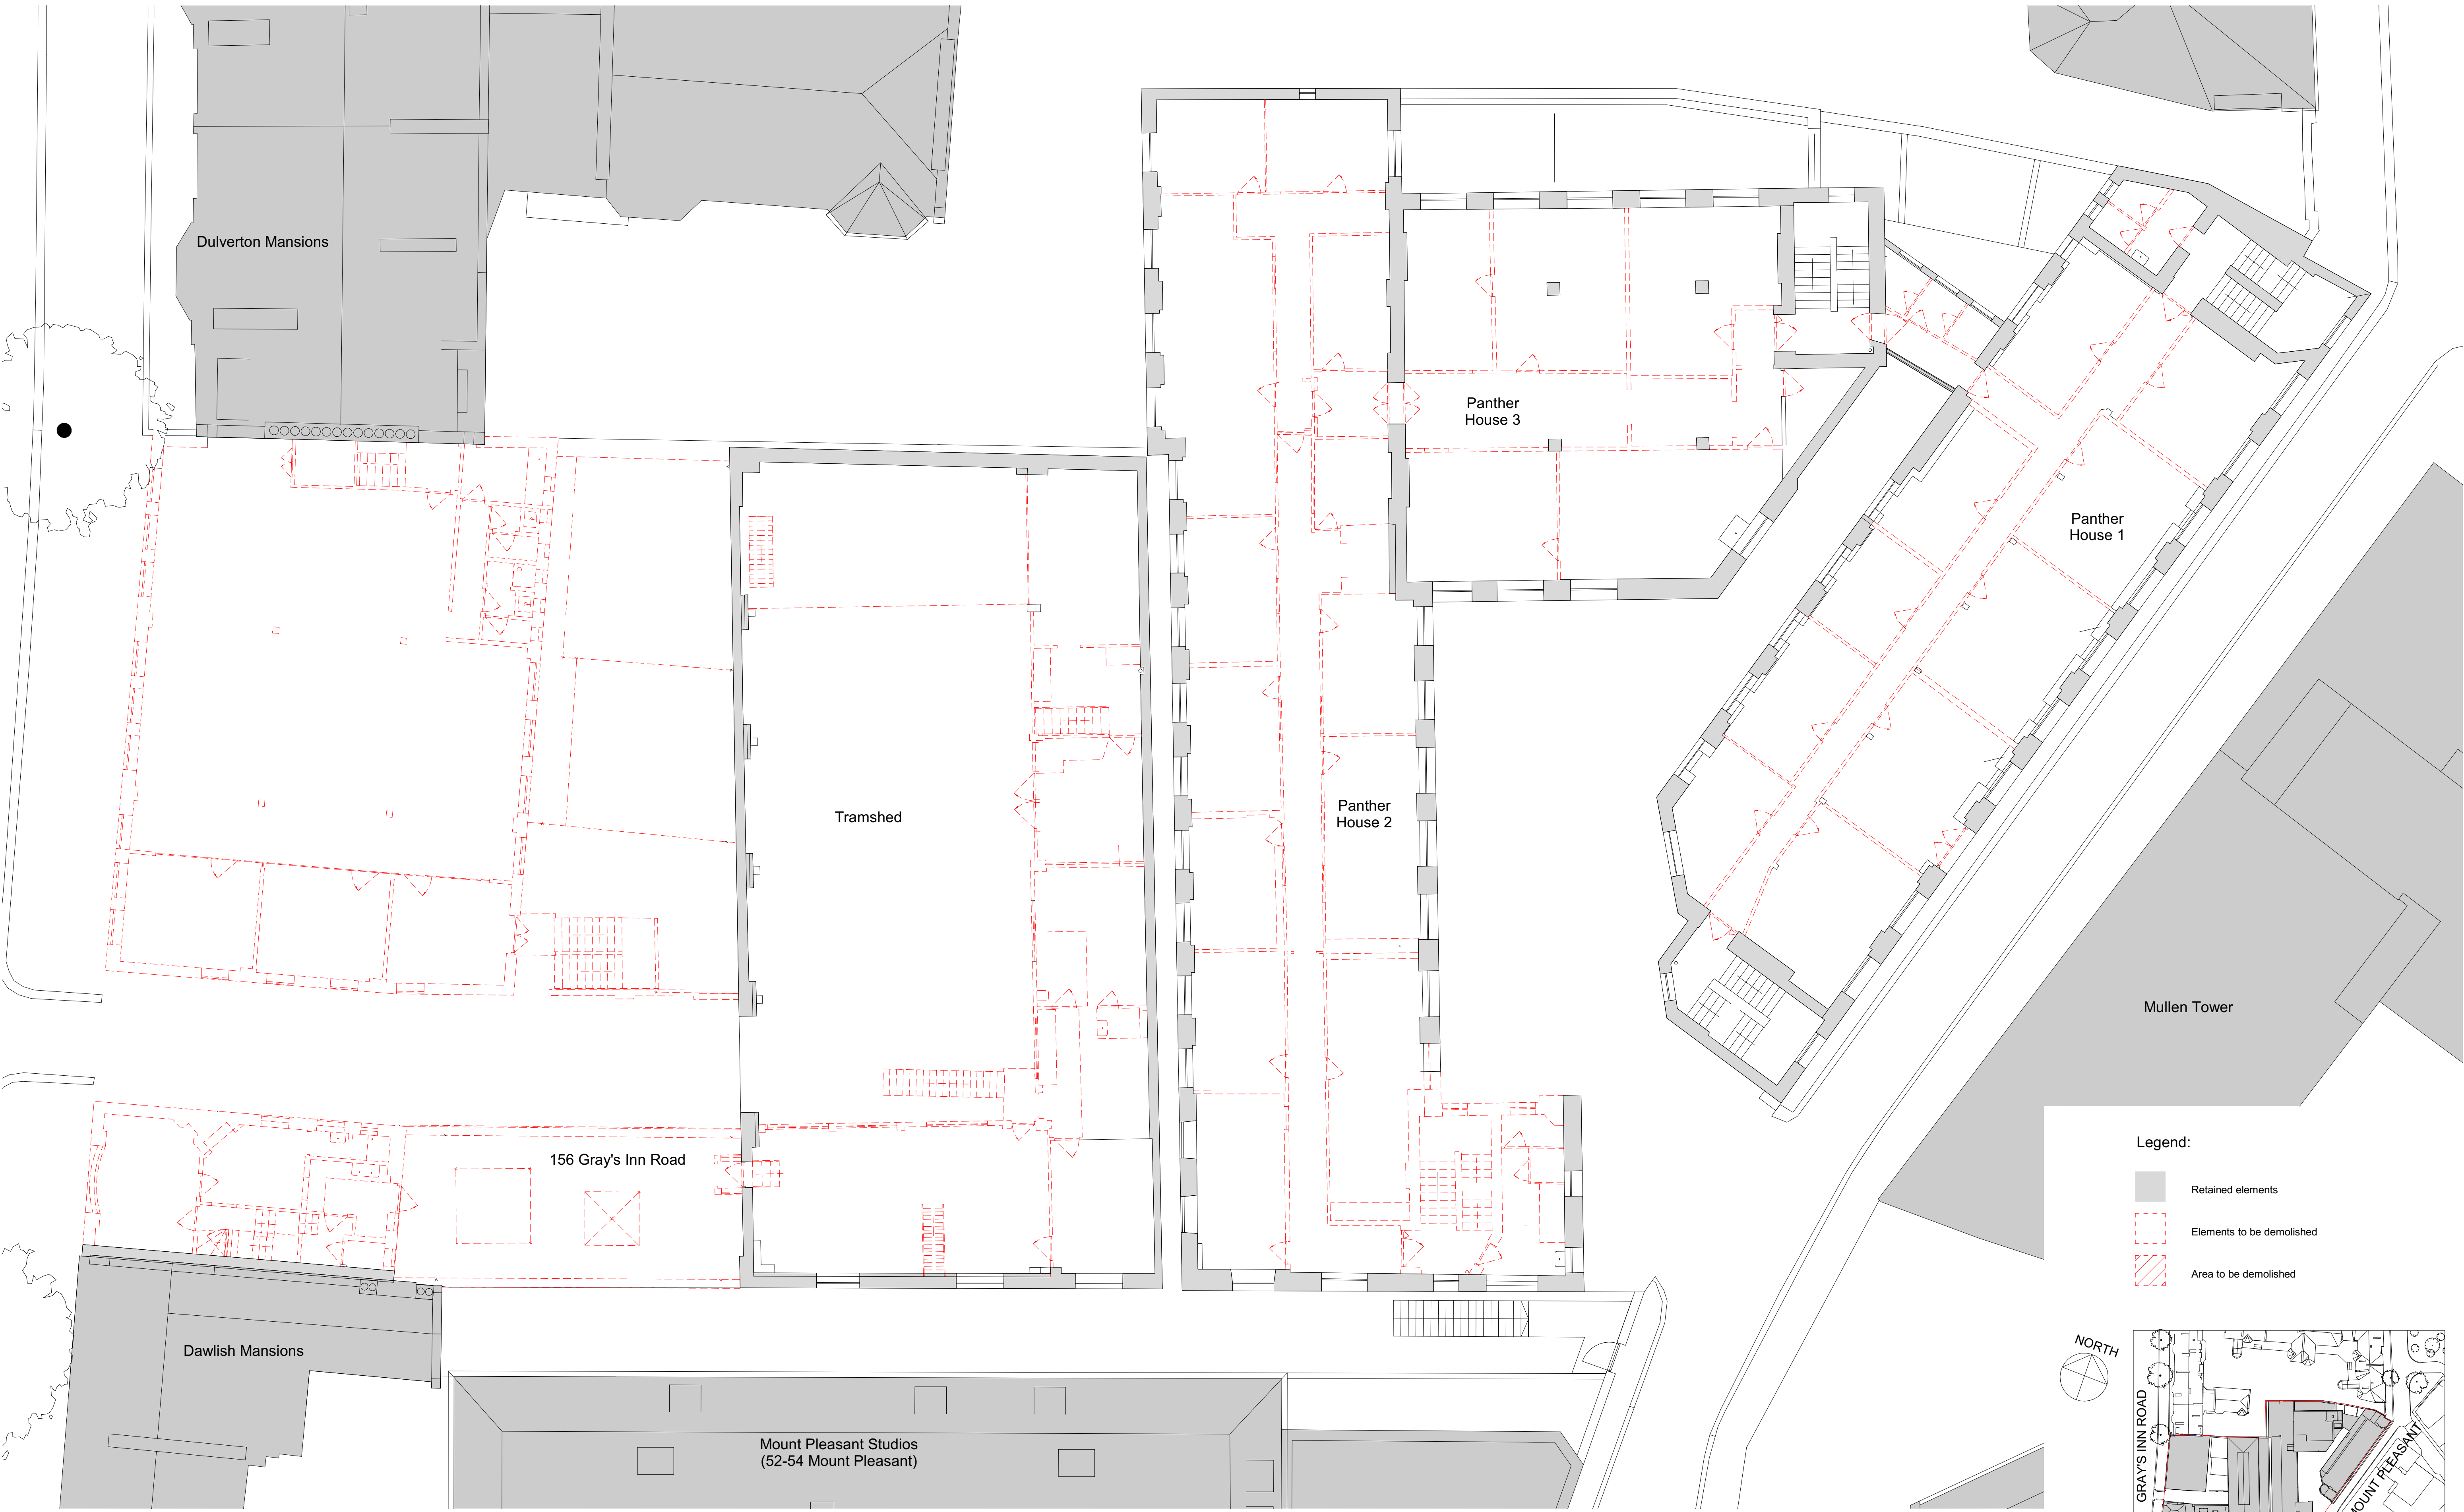 Dulverton Mansions
Panther
House 3
Panther
House 1
Tramshed
Panther
House 2
Mullen Tower
156 Gray's Inn Road
Dawlish Mansions
Mount Pleasant Studios
(52-54 Mount Pleasant)
Legend:
Retained elements
Elements to be demolished
Area to be demolished
NORTH
GRAY'S INN ROAD
MOUNT PLEASANT